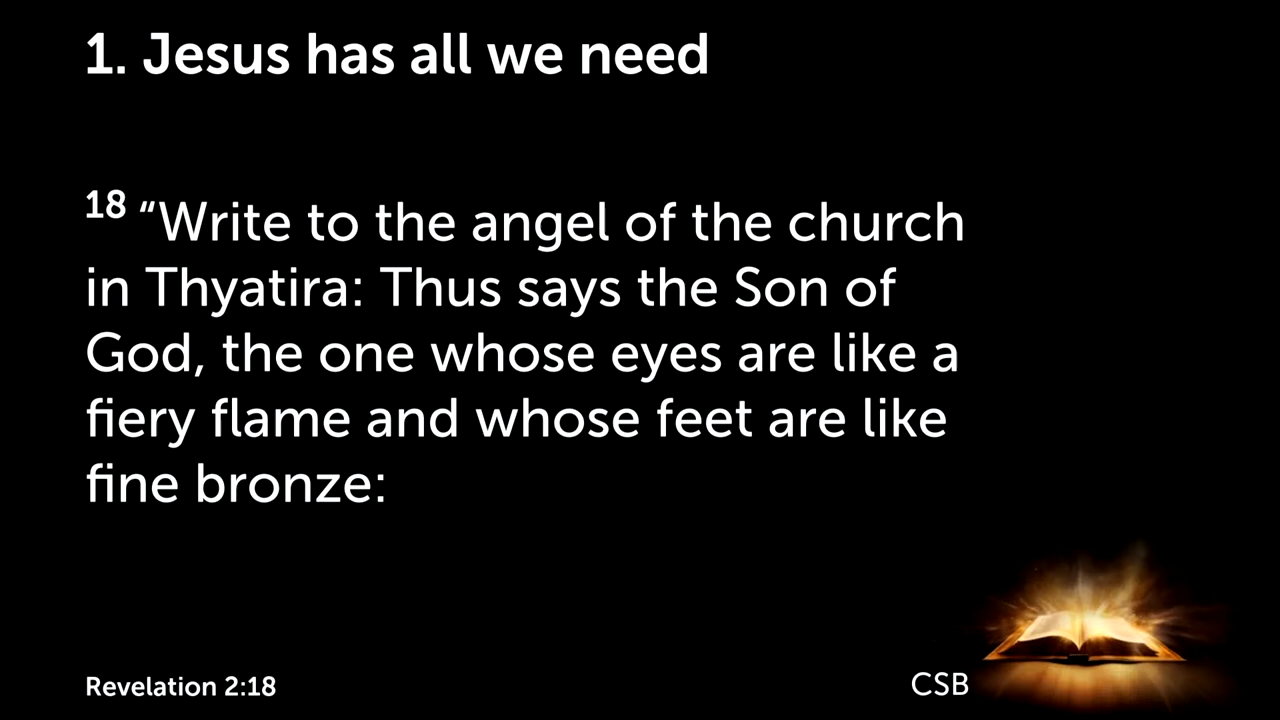 1. Jesus has all we need
18 “Write to the angel of the church
in Thyatira: Thus says the Son of
God, the one whose eyes are like a
fiery flame and whose feet are like
fine bronze:
Revelation 2:18
CSB